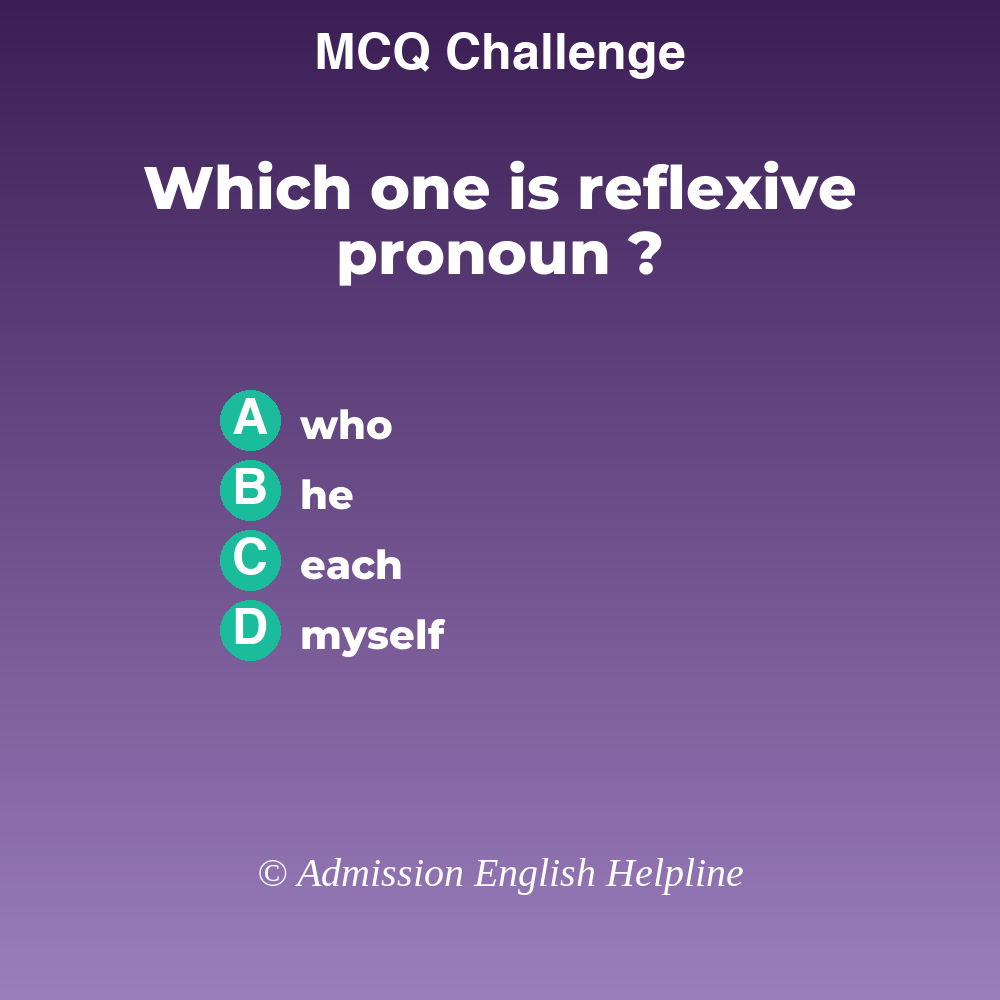 MCQ Challenge
Which one is reflexive
pronoun ?
A who
B he
C each
D myself
© Admission English Helpline